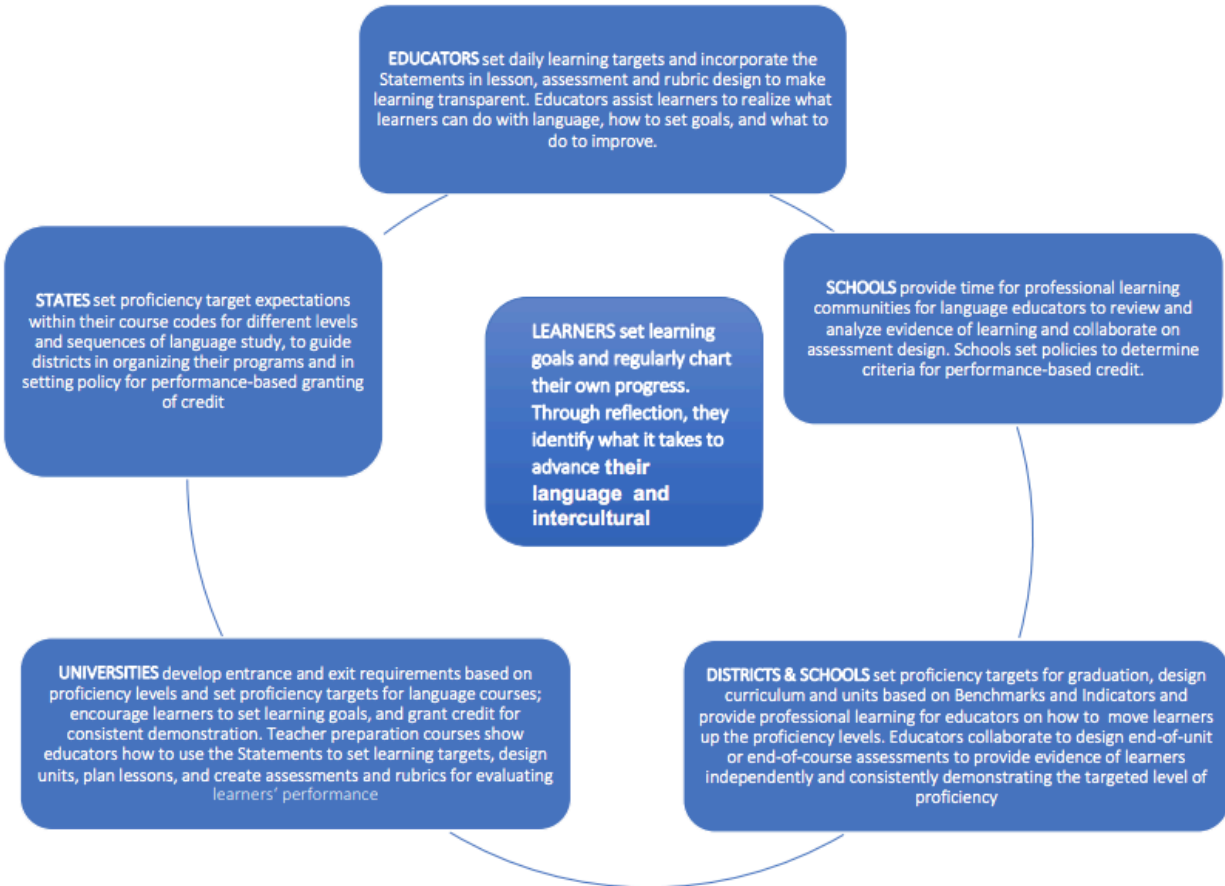 EDUCATORS set daily learning targets and incorporate the
Statements in lesson, assessment and rubric design to make
learning transparent. Educators assist learners to realize what
learners can do with language, how to set goals, and what to
do to improve.
STATES set proficiency target expectations
within their course codes for different levels
and sequences of language study, to guide
districts in organizing their programs and in
setting policy for performance-based granting
of credit
LEARNERS set learning
goals and regularly chart
their own progress.
Through reflection, they
identify what it takes to
advance their
language and
intercultural
SCHOOLS provide time for professional learning
communities for language educators to review and
analyze evidence of learning and collaborate on
assessment design. Schools set policies to determine
criteria for performance-based credit.
UNIVERSITIES develop entrance and exit requirements based on
proficiency levels and set proficiency targets for language courses;
encourage learners to set learning goals, and grant credit for
consistent demonstration. Teacher preparation courses show
educators how to use the Statements to set learning targets, design
units, plan lessons, and create assessments and rubrics for evaluating
learners' performance
DISTRICTS & SCHOOLS set proficiency targets for graduation, design
curriculum and units based on Benchmarks and Indicators and
provide professional learning for educators on how to move learners
up the proficiency levels. Educators collaborate to design end-of-unit
or end-of-course assessments to provide evidence of learners
independently and consistently demonstrating the targeted level of
proficiency